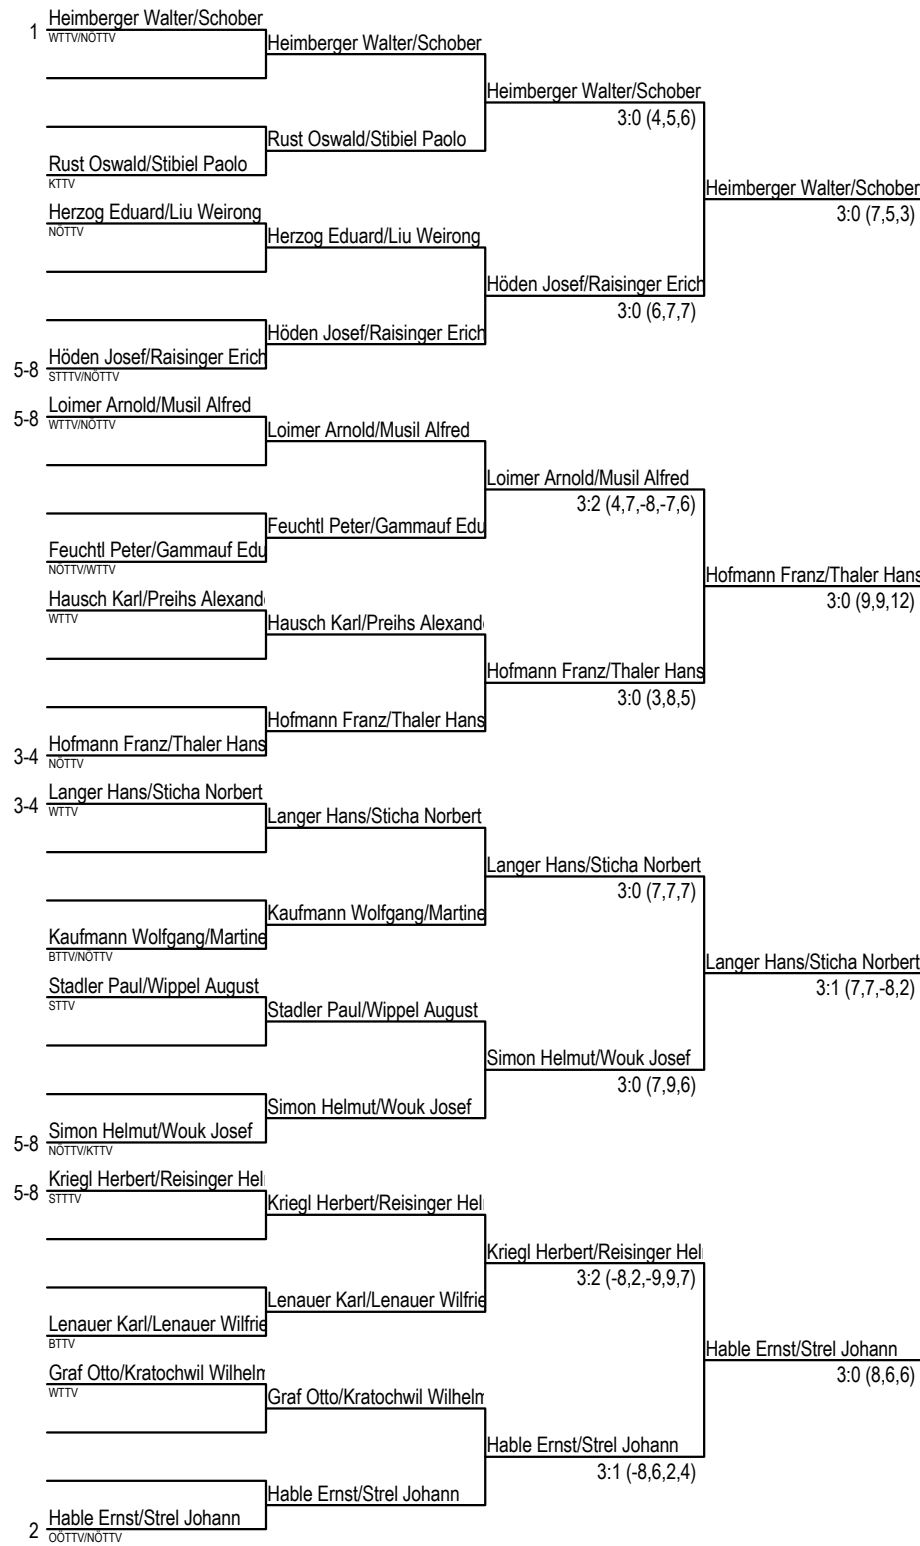 1 Heimberger Walter/Schober
WTTV/NÖTTV
Heimberger Walter/Schober
Heimberger Walter/Schober
3:0 (4,5,6)
Rust Oswald/Stibiel Paolo
Rust Oswald/Stibiel Paolo
KTTV
Heimberger Walter/Schober
3:0 (7,5,3)
Herzog Eduard/Liu Weirong
NÖTTV
Herzog Eduard/Liu Weirong
Höden Josef/Raisinger Erich
3:0 (6,7,7)
Höden Josef/Raisinger Erich
5-8 Höden Josef/Raisinger Erich
STTTV/NÖTTV
5-8 Loimer Arnold/Musil Alfred
WTTV/NÖTTV
Loimer Arnold/Musil Alfred
Loimer Arnold/Musil Alfred
3:2 (4,7,-8,-7,6)
Feuchtl Peter/Gammauf Edu
Feuchtl Peter/Gammauf Edu
NÖTTV/WTTV
Hofmann Franz/Thaler Hans
3:0 (9,9,12)
Hausch Karl/Preihs Alexand
WTTV
Hausch Karl/Preihs Alexand
Hofmann Franz/Thaler Hans
3:0 (3,8,5)
Hofmann Franz/Thaler Hans
3-4 Hofmann Franz/Thaler Hans
NÖTTV
3-4 Langer Hans/Sticha Norbert
WTTV
Langer Hans/Sticha Norbert
Langer Hans/Sticha Norbert
3:0 (7,7,7)
Kaufmann Wolfgang/Martine
Kaufmann Wolfgang/Martine
BTTV/NÖTTV
Langer Hans/Sticha Norbert
3:1 (7,7,-8,2)
Stadler Paul/Wippel August
STTV
Stadler Paul/Wippel August
Simon Helmut/Wouk Josef
3:0 (7,9,6)
Simon Helmut/Wouk Josef
5-8 Simon Helmut/Wouk Josef
NÖTTV/KTTV
5-8 Kriegl Herbert/Reisinger Hel
STTTV
Kriegl Herbert/Reisinger Hel
Kriegl Herbert/Reisinger Hel
3:2 (-8,2,-9,9,7)
Lenauer Karl/Lenauer Wilfrie
Lenauer Karl/Lenauer Wilfrie
BTTV
Hable Ernst/Strel Johann
3:0 (8,6,6)
Graf Otto/Kratochwil Wilhelm
WTTV
Graf Otto/Kratochwil Wilhelm
Hable Ernst/Strel Johann
3:1 (-8,6,2,4)
Hable Ernst/Strel Johann
2 Hable Ernst/Strel Johann
OÖTTV/NÖTTV